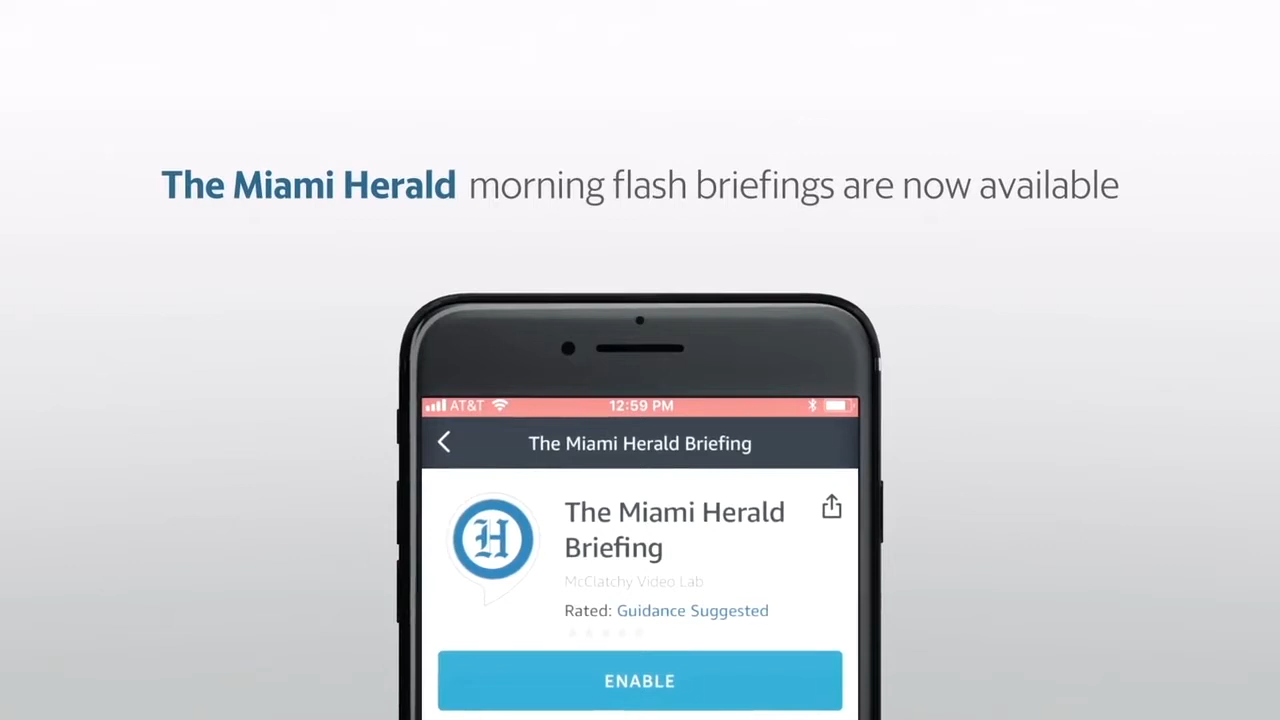 The Miami Herald morning flash briefings are now available
AT&T 12:59 PM
The Miami Herald Briefing
H
The Miami Herald
Briefing
McClatchy Video Lab
Rated: Guidance Suggested
ENABLE